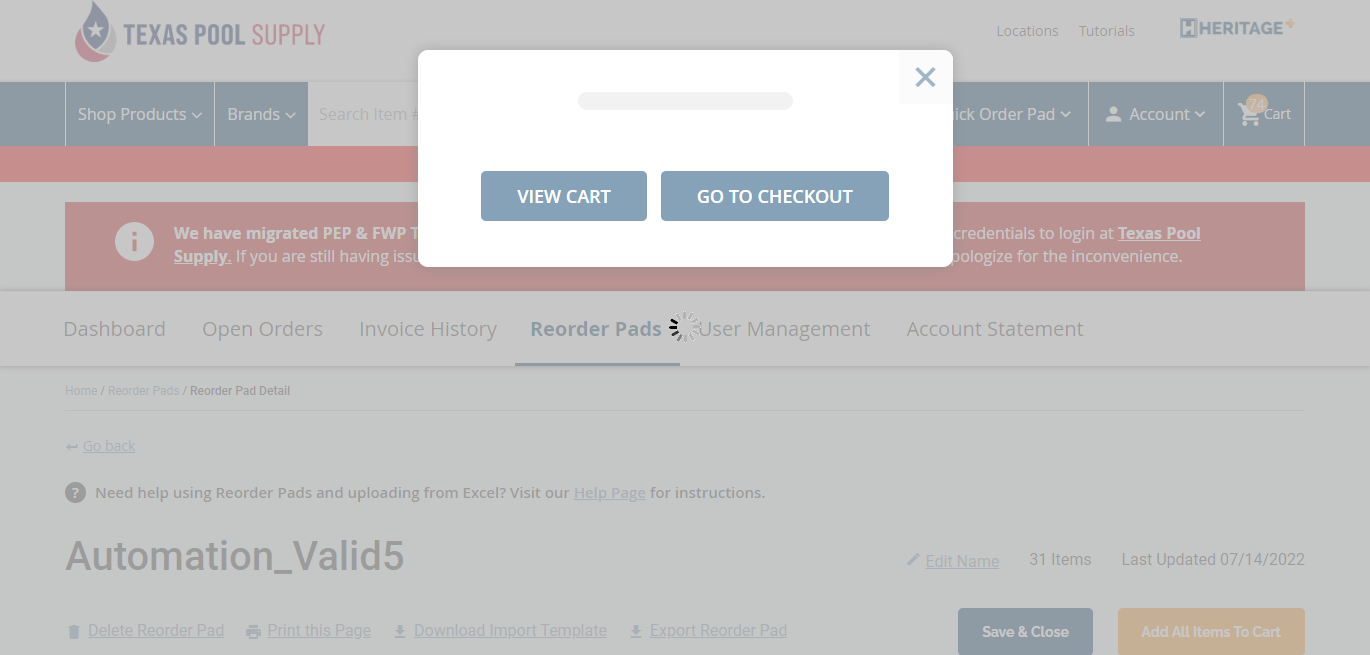 TEXAS POOL SUPPLY
Locations
Tutorials
HERITAGE+
Shop Products
Brands
Search Item #
ick Order Pad
Account
74
Cart
VIEW CART
GO TO CHECKOUT
We have migrated PEP & FWP T
credentials to login at Texas Pool
Supply. If you are still having issu
pologize for the inconvenience.
Dashboard
Open Orders
Invoice History
Reorder Pads
User Management
Account Statement
Home / Reorder Pads / Reorder Pad Detail
Go back
? Need help using Reorder Pads and uploading from Excel? Visit our Help Page for instructions.
Automation_Valid5
Edit Name
31 Items
Last Updated 07/14/2022
Delete Reorder Pad
Print this Page
Download Import Template
Export Reorder Pad
Save & Close
Add All Items To Cart